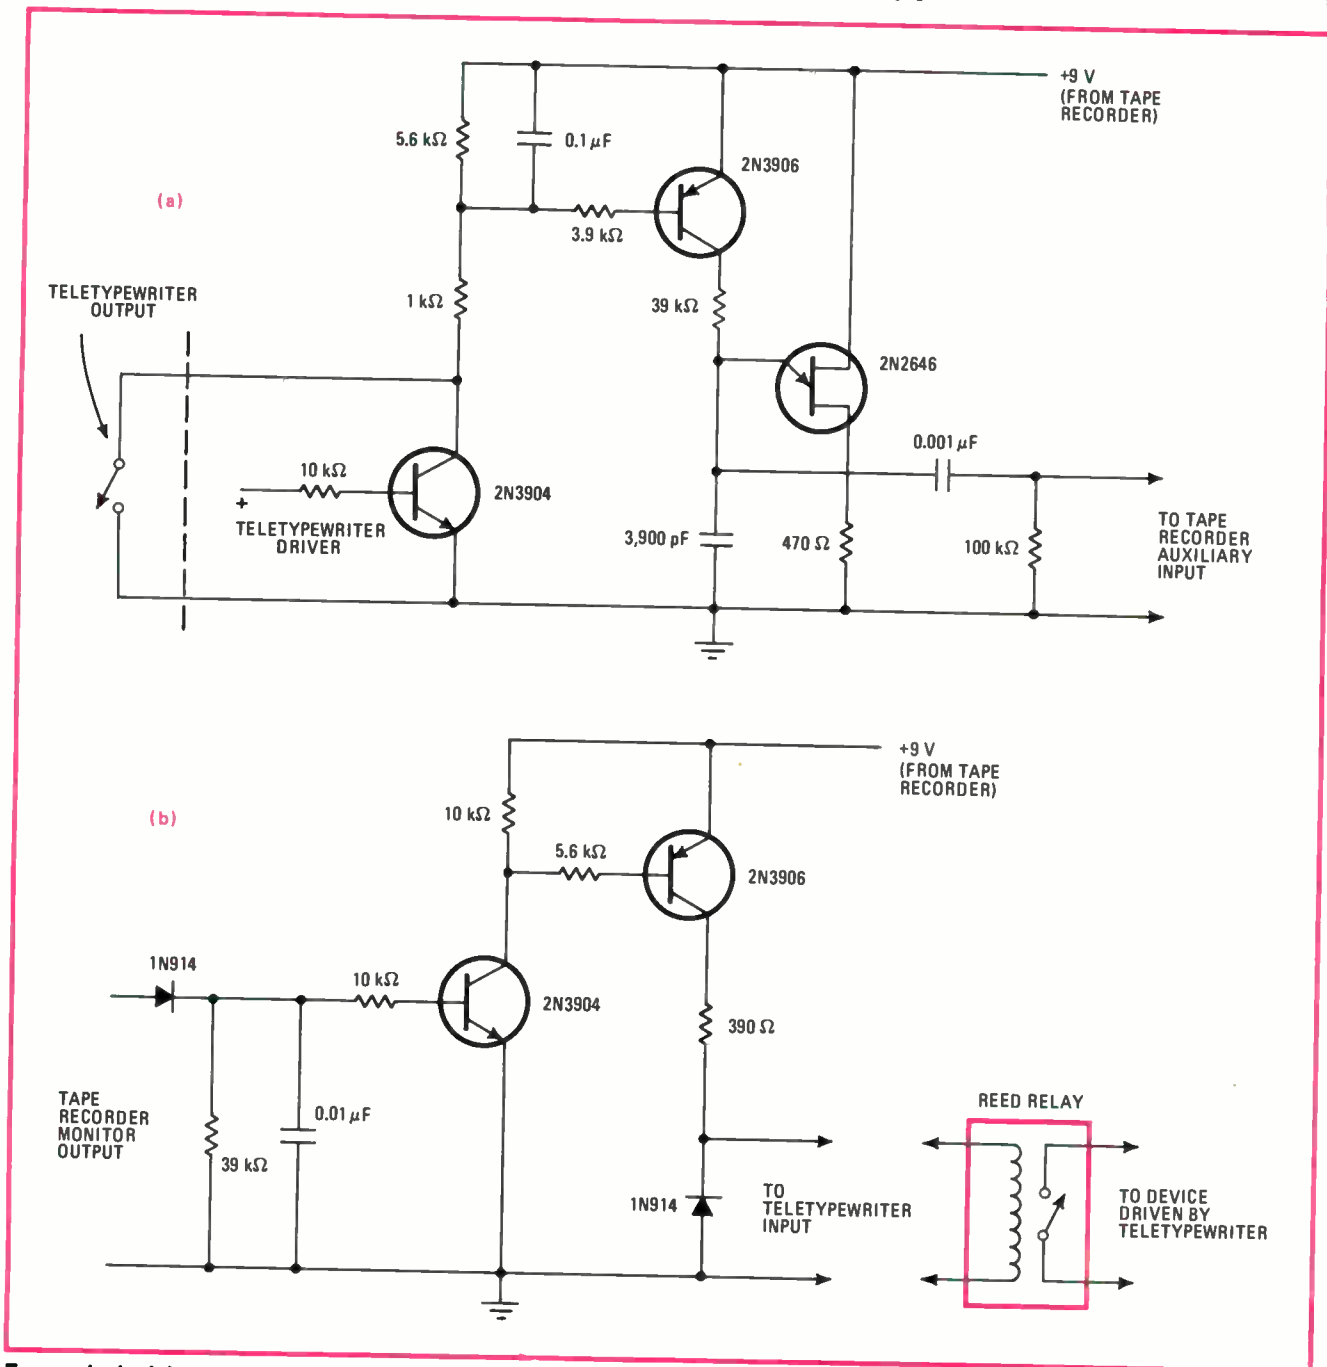 +9 V
(FROM TAPE
RECORDER)
5.6 kΩ
0.1 μF
2N3906
(a)
3.9 kΩ
TELETYPEWRITER
OUTPUT
1 kΩ
39 kΩ
2N2646
0.001 μF
10 kΩ
2N3904
+
TELETYPEWRITER
DRIVER
3,900 pF
470 Ω
100 kΩ
TO TAPE
RECORDER
AUXILIARY
INPUT
+9 V
(FROM TAPE
RECORDER)
(b)
10 kΩ
5.6 kΩ
2N3906
1N914
10 kΩ
2N3904
390 Ω
TAPE
RECORDER
MONITOR
OUTPUT
0.01 μF
39 kΩ
REED RELAY
1N914
TO
TELETYPEWRITER
INPUT
TO DEVICE
DRIVEN BY
TELETYPEWRITER